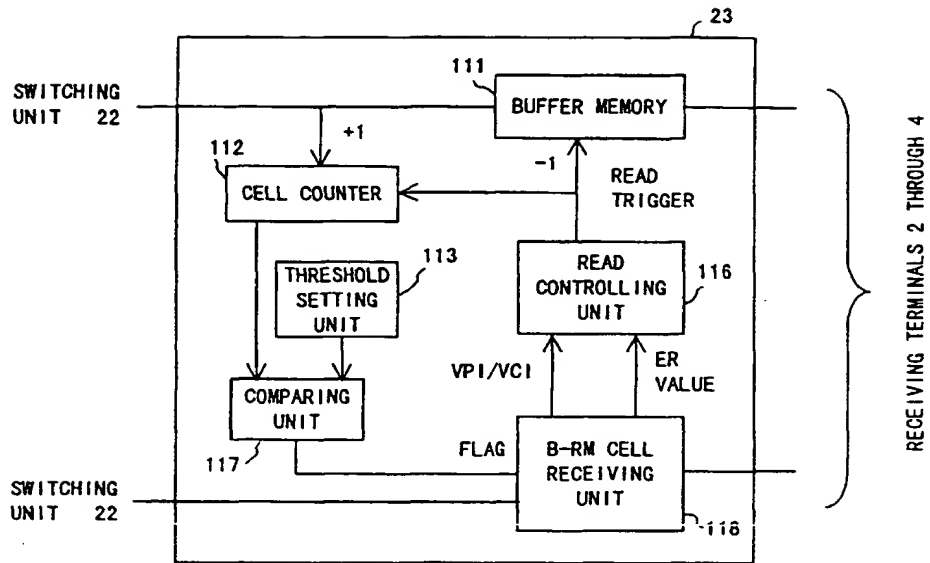 23
SWITCHING
UNIT 22
111
BUFFER MEMORY
+1
-1
READ
TRIGGER
112
CELL COUNTER
113
THRESHOLD
SETTING
UNIT
READ
CONTROLLING
UNIT
116
VPI/VCI
ER
VALUE
COMPARING
UNIT
117
FLAG
B-RM CELL
RECEIVING
UNIT
118
SWITCHING
UNIT 22
RECEIVING TERMINALS 2 THROUGH 4